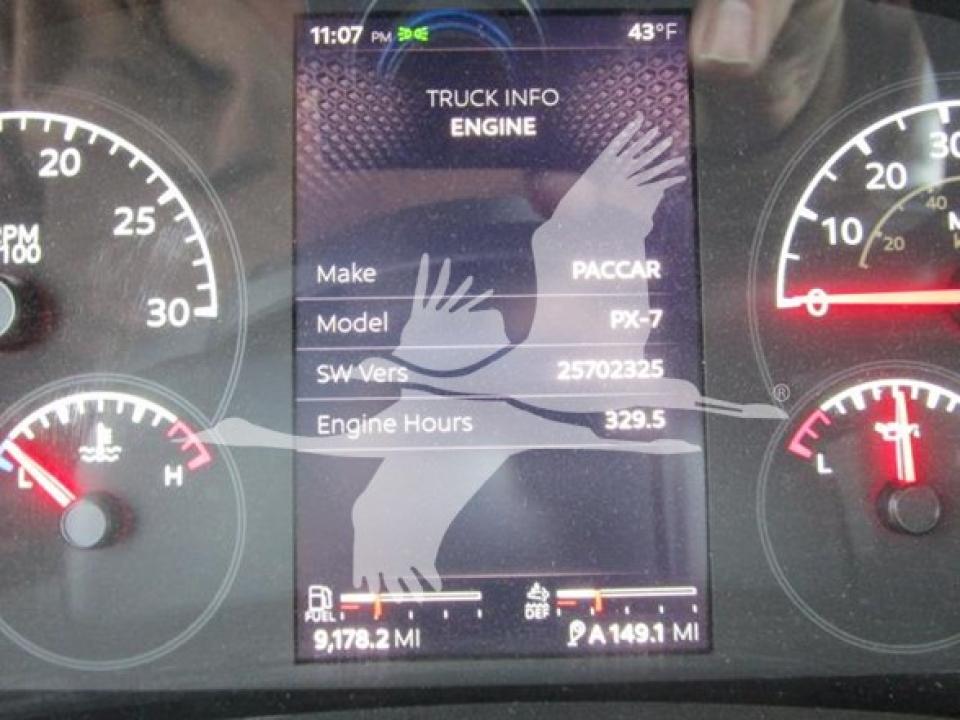 11:07 PM 43°F
TRUCK INFO
ENGINE
Make PACCAR
Model PX-7
SW Vers 25702325
Engine Hours 329.5
FUEL DEF
9,178.2 MI A 149.1 MI
20
25
30
RPM
100
L H
10
20
30
0
20
40
L
®